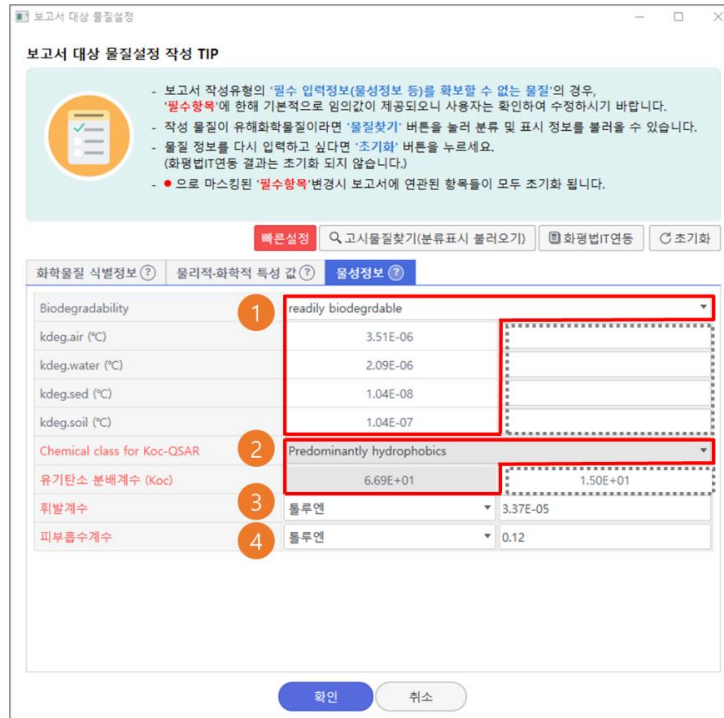 보고서 대상 물질설정
보고서 대상 물질설정 작성 TIP
- 보고서 작성유형의 '필수 입력정보(물성정보 등)를 확보할 수 없는 물질'의 경우,
'필수항목'에 한해 기본적으로 임의값이 제공되오니 사용자는 확인하여 수정하시기 바랍니다.
- 작성 물질이 유해화학물질이라면 '물질찾기' 버튼을 눌러 분류 및 표시 정보를 불러올 수 있습니다.
- 물질 정보를 다시 입력하고 싶다면 '초기화' 버튼을 누르세요.
(화평법IT연동 결과는 초기화 되지 않습니다.)
- ● 으로 마스킹된 '필수항목'변경시 보고서에 연관된 항목들이 모두 초기화 됩니다.
빠른설정 고시물질찾기(분류표시 불러오기) 화평법IT연동 초기화
화학물질 식별정보 ? 물리적·화학적 특성 값 ? 물성정보 ?
Biodegradability 1 readily biodegrdable
kdeg.air (℃) 3.51E-06
kdeg.water (℃) 2.09E-06
kdeg.sed (℃) 1.04E-08
kdeg.soil (℃) 1.04E-07
Chemical class for Koc-QSAR 2 Predominantly hydrophobics
유기탄소 분배계수 (Koc) 6.69E+01 1.50E+01
휘발계수 3 톨루엔 3.37E-05
피부흡수계수 4 톨루엔 0.12
확인 취소